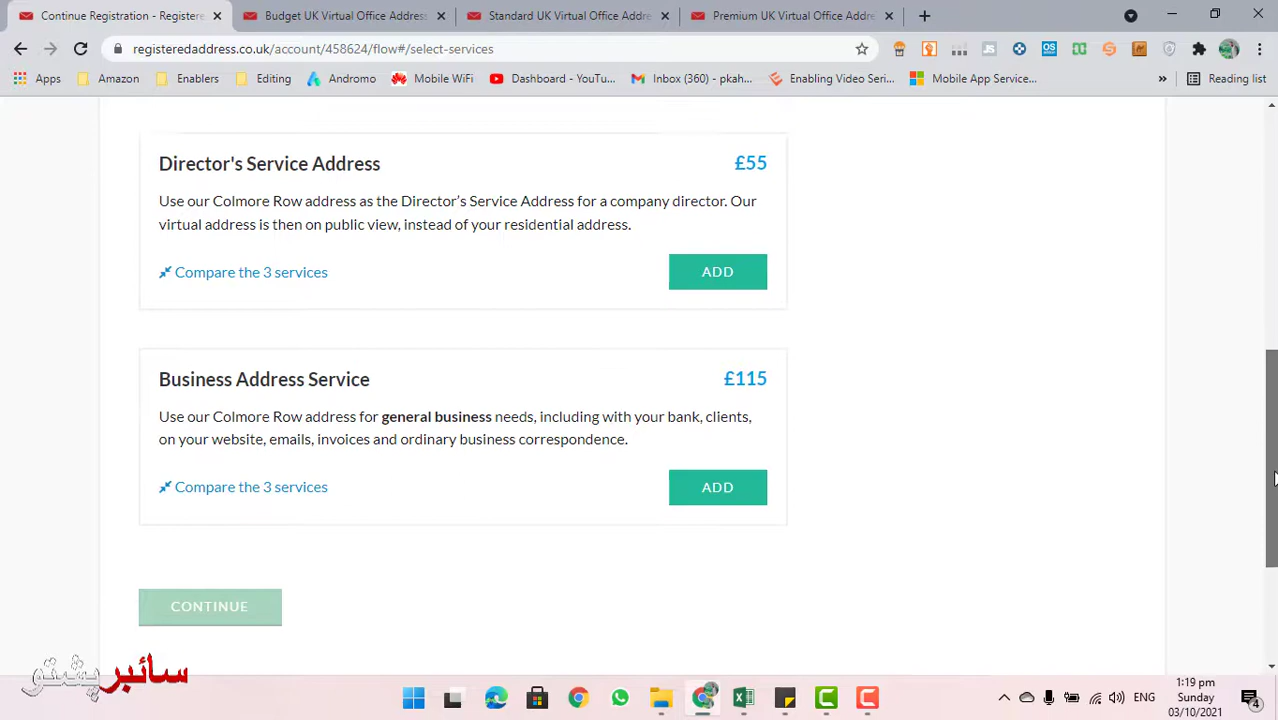 Continue Registration - Registere
Budget UK Virtual Office Address
Standard UK Virtual Office Addre
Premium UK Virtual Office Addre
registeredaddress.co.uk/account/458624/flow#/select-services
Apps
Amazon
Enablers
Editing
Andromo
Mobile WiFi
Dashboard - YouTu...
Inbox (360) - pkah...
Enabling Video Seri...
Mobile App Service...
»
Reading list
Director's Service Address
£55
Use our Colmore Row address as the Director's Service Address for a company director. Our
virtual address is then on public view, instead of your residential address.
Compare the 3 services
ADD
Business Address Service
£115
Use our Colmore Row address for general business needs, including with your bank, clients,
on your website, emails, invoices and ordinary business correspondence.
Compare the 3 services
ADD
CONTINUE
سائبر پشتو
ENG
1:19 pm
Sunday
03/10/2021
4